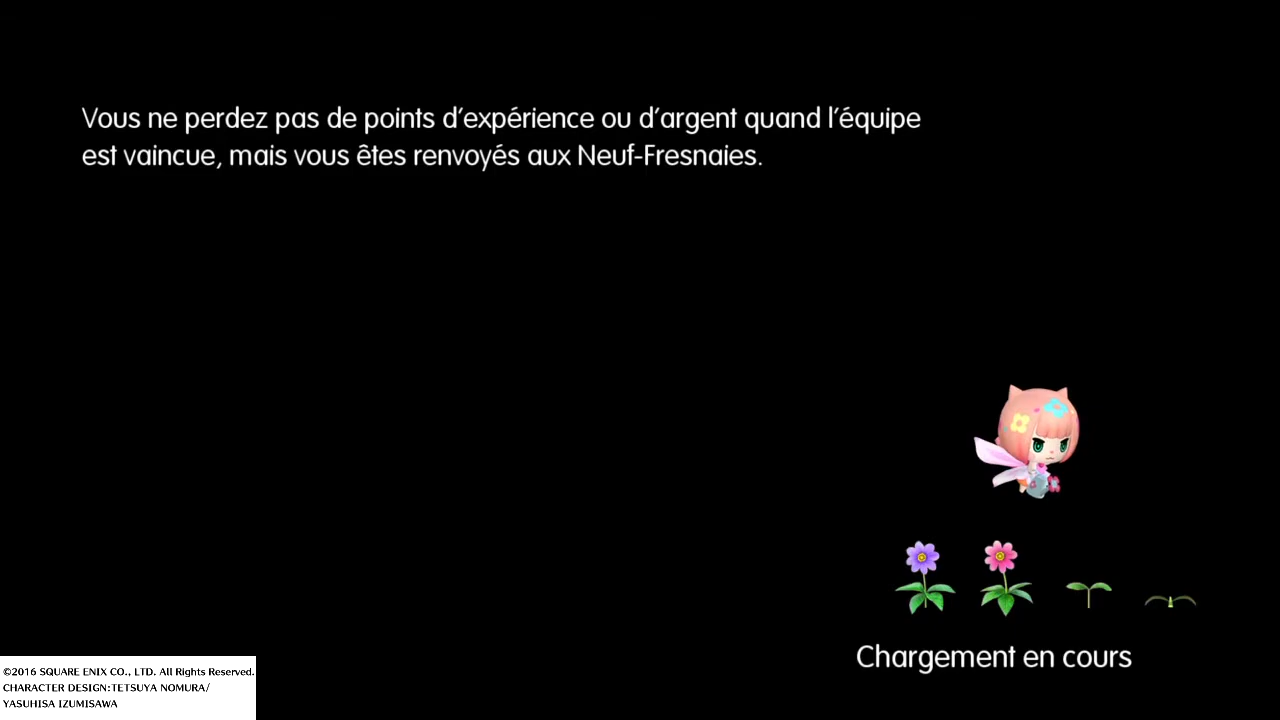 Vous ne perdez pas de points d'expérience ou d'argent quand l'équipe
est vaincue, mais vous êtes renvoyés aux Neuf-Fresnaies.
Chargement en cours
©2016 SQUARE ENIX CO., LTD. All Rights Reserved.
CHARACTER DESIGN:TETSUYA NOMURA/
YASUHISA IZUMISAWA